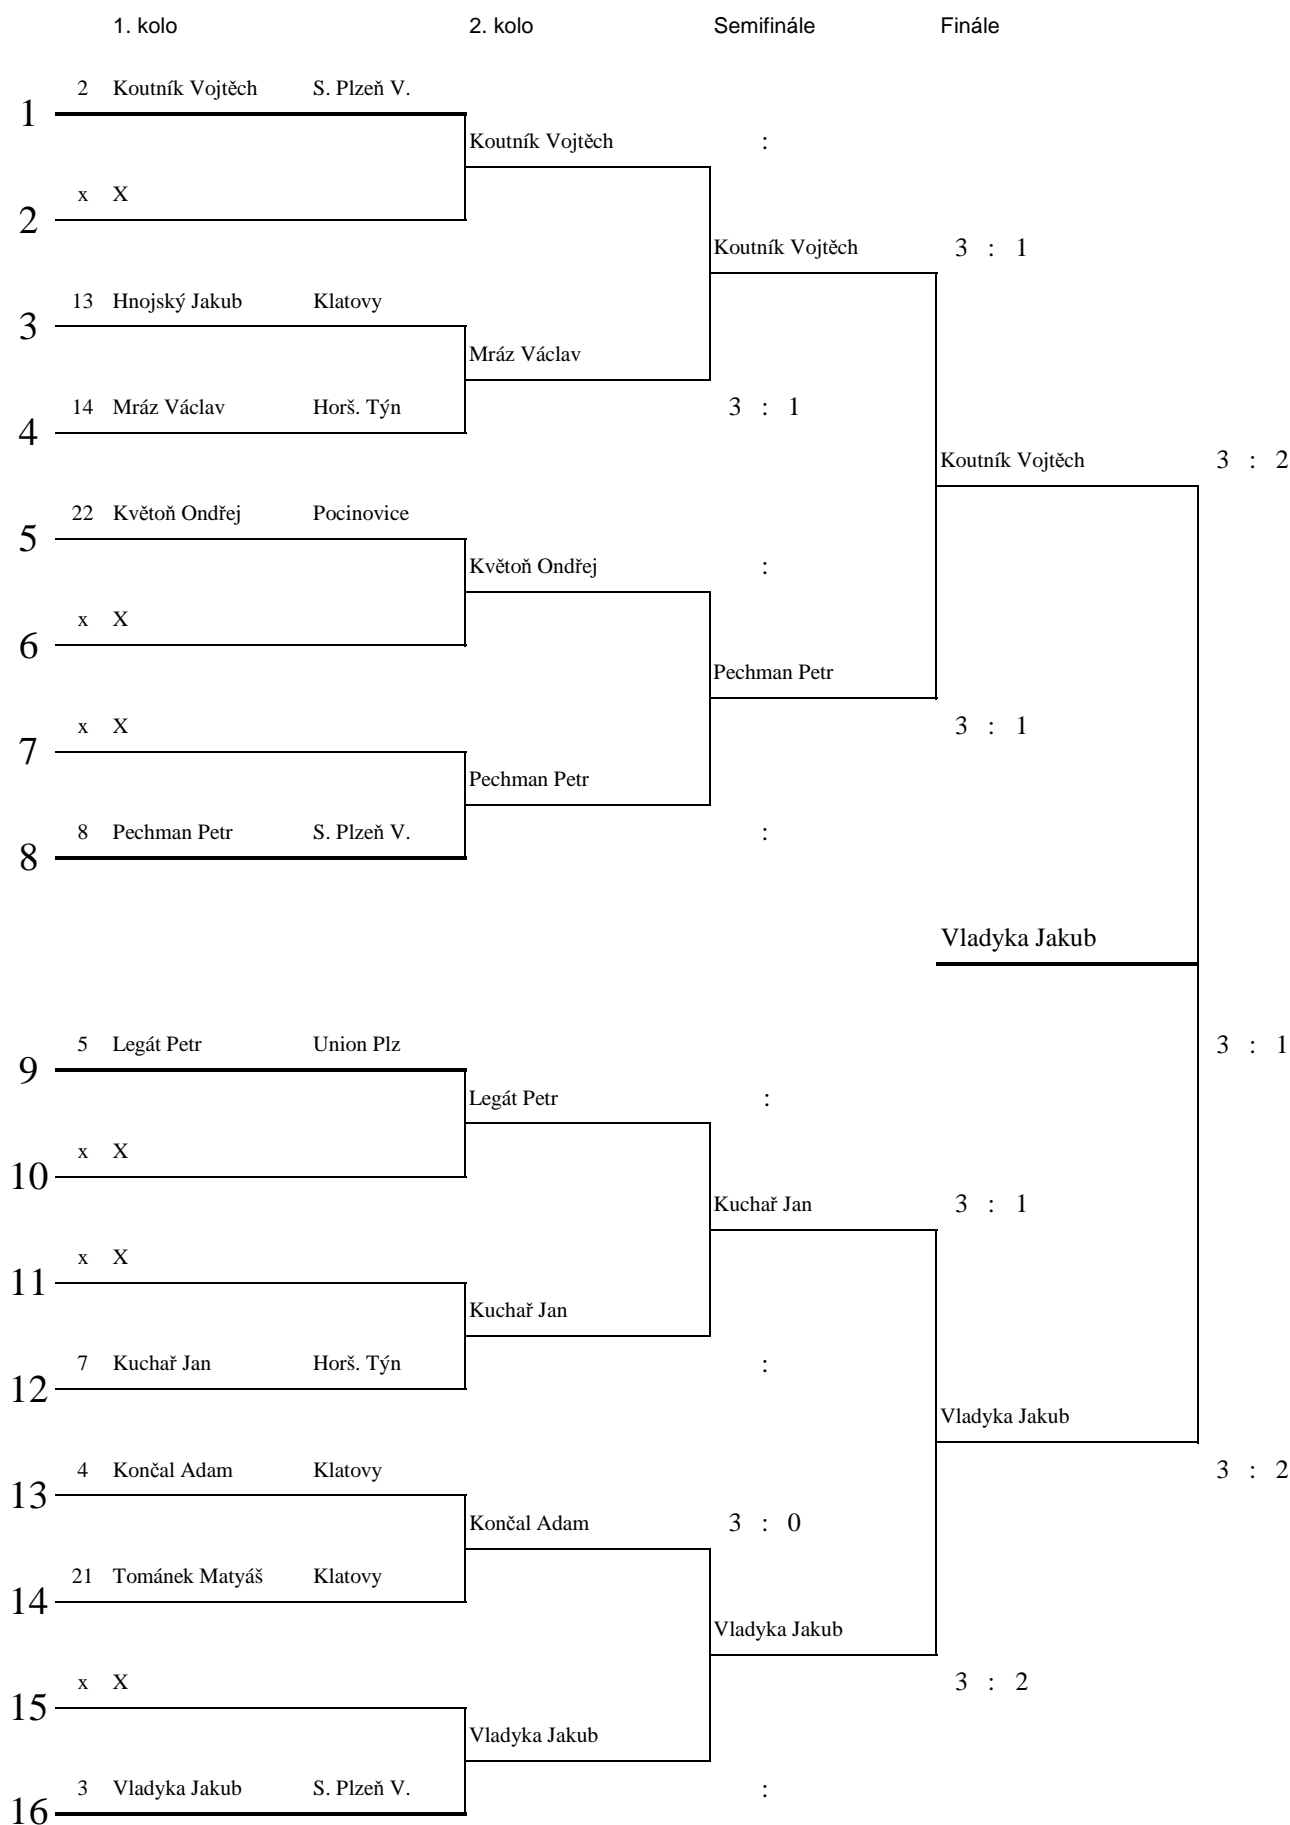 1. kolo 2. kolo Semifinále Finále
2 Koutník Vojtěch S. Plzeň V.
1
Koutník Vojtěch :
x X
2
Koutník Vojtěch 3 : 1
13 Hnojský Jakub Klatovy
3
Mráz Václav
14 Mráz Václav Horš. Týn 3 : 1
4
Koutník Vojtěch 3 : 2
22 Květoň Ondřej Pocinovice
5
Květoň Ondřej :
x X
6
Pechman Petr
x X 3 : 1
7
Pechman Petr
8 Pechman Petr S. Plzeň V. :
8
Vladyka Jakub
5 Legát Petr Union Plz 3 : 1
9
Legát Petr :
x X
10
Kuchař Jan 3 : 1
x X
11
Kuchař Jan
7 Kuchař Jan Horš. Týn :
12
Vladyka Jakub
4 Končal Adam Klatovy 3 : 2
13
Končal Adam 3 : 0
21 Tománek Matyáš Klatovy
14
Vladyka Jakub
x X 3 : 2
15
Vladyka Jakub
3 Vladyka Jakub S. Plzeň V. :
16